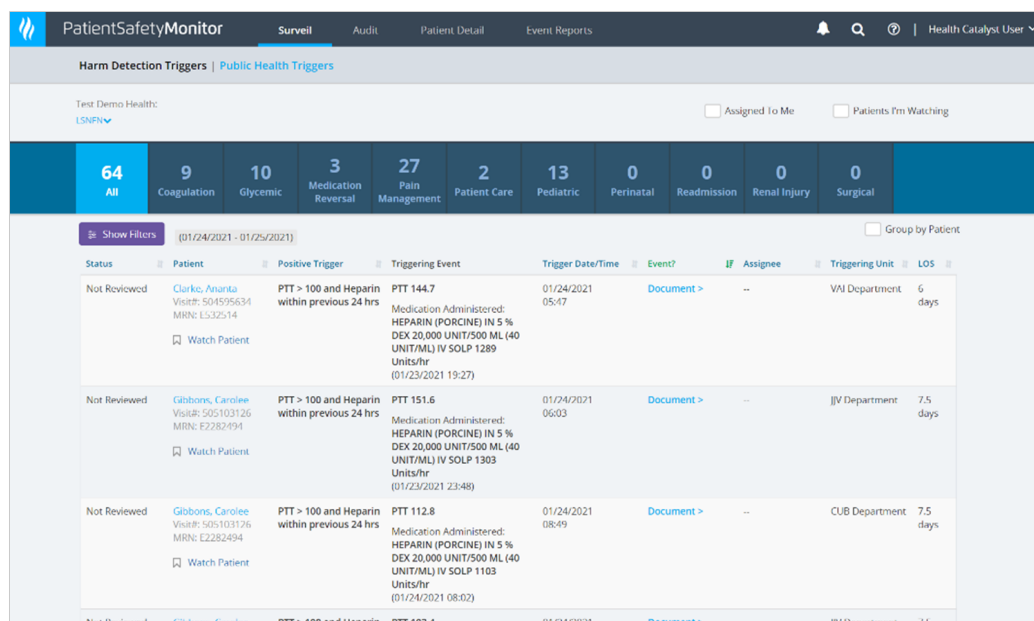 PatientSafetyMonitor Surveil Audit Patient Detail Event Reports Health Catalyst User
Harm Detection Triggers | Public Health Triggers
Test Demo Health:
LSNFN
Assigned To Me Patients I'm Watching
64 9 10 3 27 2 13 0 0 0 0
All Coagulation Glycemic Medication Reversal Pain Management Patient Care Pediatric Perinatal Readmission Renal Injury Surgical
Show Filters (01/24/2021 - 01/25/2021) Group by Patient
Status Patient Positive Trigger Triggering Event Trigger Date/Time Event? Assignee Triggering Unit LOS
Not Reviewed Clarke, Ananta PTT > 100 and Heparin PTT 144.7 01/24/2021 Document > -- VAI Department 6
Visit#: 504595634 within previous 24 hrs 05:47 days
MRN: E532514 Medication Administered:
HEPARIN (PORCINE) IN 5 %
Watch Patient DEX 20,000 UNIT/500 ML (40
UNIT/ML) IV SOLP 1289
Units/hr
(01/23/2021 19:27)
Not Reviewed Gibbons, Carolee PTT > 100 and Heparin PTT 151.6 01/24/2021 Document > -- JJV Department 7.5
Visit#: 505103126 within previous 24 hrs 06:03 days
MRN: E2282494 Medication Administered:
HEPARIN (PORCINE) IN 5 %
Watch Patient DEX 20,000 UNIT/500 ML (40
UNIT/ML) IV SOLP 1303
Units/hr
(01/23/2021 23:48)
Not Reviewed Gibbons, Carolee PTT > 100 and Heparin PTT 112.8 01/24/2021 Document > -- CUB Department 7.5
Visit#: 505103126 within previous 24 hrs 08:49 days
MRN: E2282494 Medication Administered:
HEPARIN (PORCINE) IN 5 %
Watch Patient DEX 20,000 UNIT/500 ML (40
UNIT/ML) IV SOLP 1103
Units/hr
(01/24/2021 08:02)